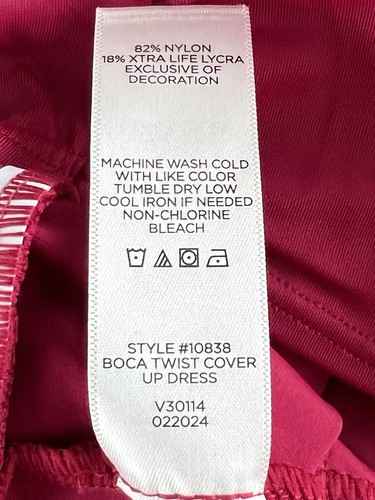 82% NYLON
18% XTRA LIFE LYCRA
EXCLUSIVE OF
DECORATION
MACHINE WASH COLD
WITH LIKE COLOR
TUMBLE DRY LOW
COOL IRON IF NEEDED
NON-CHLORINE
BLEACH
STYLE #10838
BOCA TWIST COVER
UP DRESS
V30114
022024